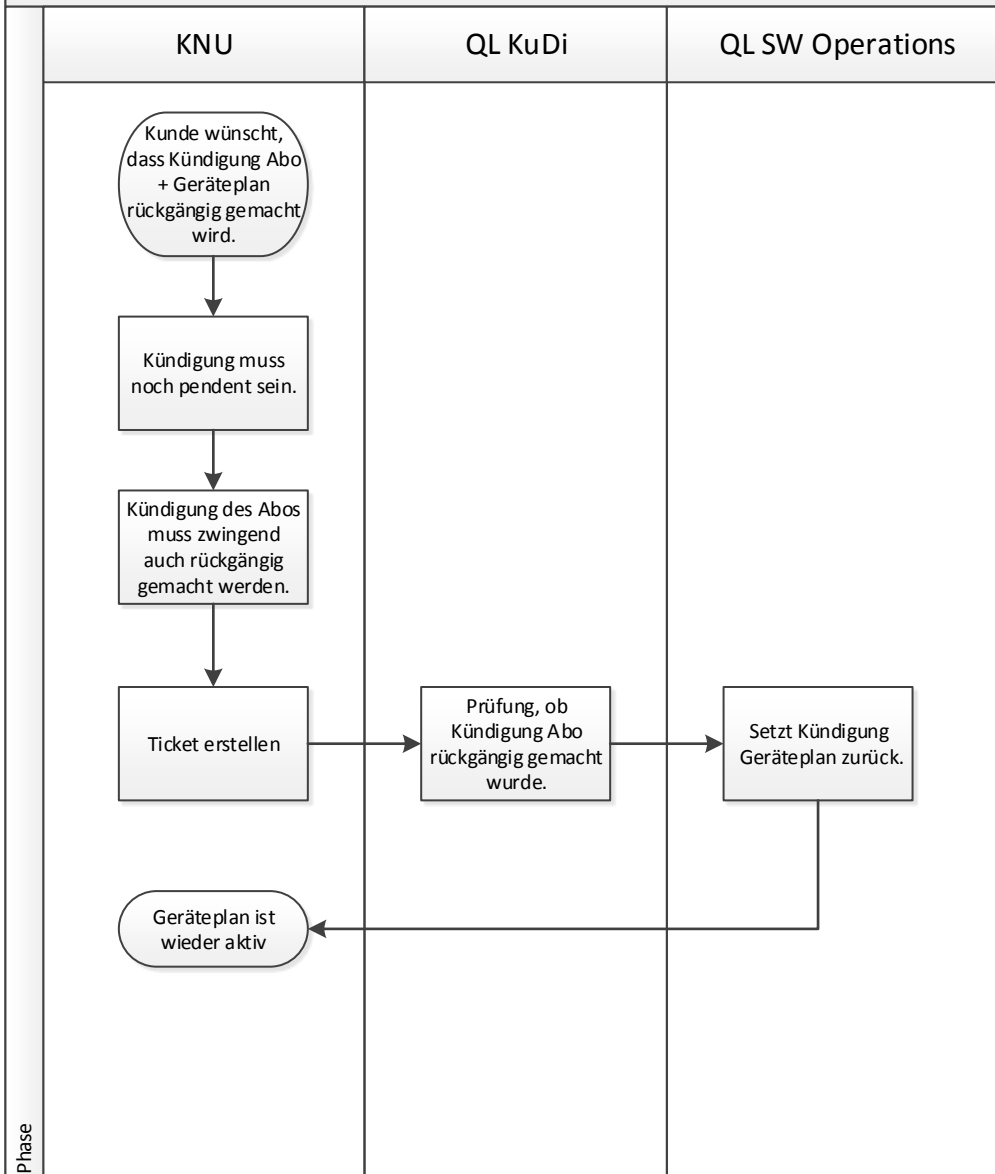 KNU
QL KuDi
QL SW Operations
Kunde wünscht,
dass Kündigung Abo
+ Geräteplan
rückgängig gemacht
wird.
Kündigung muss
noch pendent sein.
Kündigung des Abos
muss zwingend
auch rückgängig
gemacht werden.
Ticket erstellen
Prüfung, ob
Kündigung Abo
rückgängig gemacht
wurde.
Setzt Kündigung
Geräteplan zurück.
Geräteplan ist
wieder aktiv
Phase